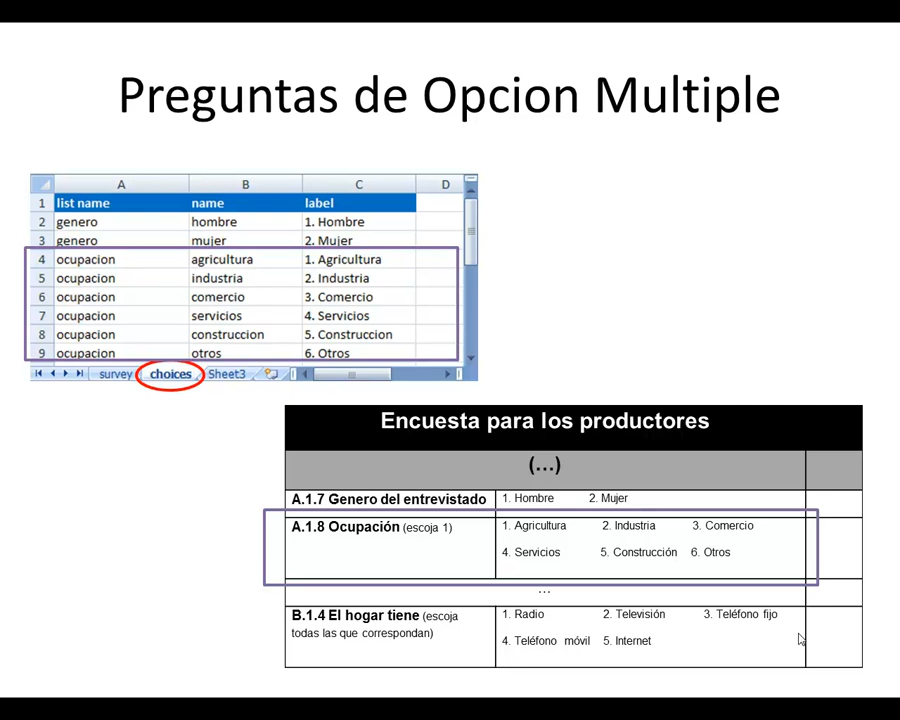 Preguntas de Opcion Multiple
A B C D
1 list name name label
2 genero hombre 1. Hombre
3 genero mujer 2. Mujer
4 ocupacion agricultura 1. Agricultura
5 ocupacion industria 2. Industria
6 ocupacion comercio 3. Comercio
7 ocupacion servicios 4. Servicios
8 ocupacion construccion 5. Construccion
9 ocupacion otros 6. Otros
survey choices Sheet3
Encuesta para los productores
(...)
A.1.7 Genero del entrevistado 1. Hombre 2. Mujer
A.1.8 Ocupación (escoja 1) 1. Agricultura 2. Industria 3. Comercio
4. Servicios 5. Construcción 6. Otros
...
B.1.4 El hogar tiene (escoja 1. Radio 2. Televisión 3. Teléfono fijo
todas las que correspondan) 4. Teléfono móvil 5. Internet